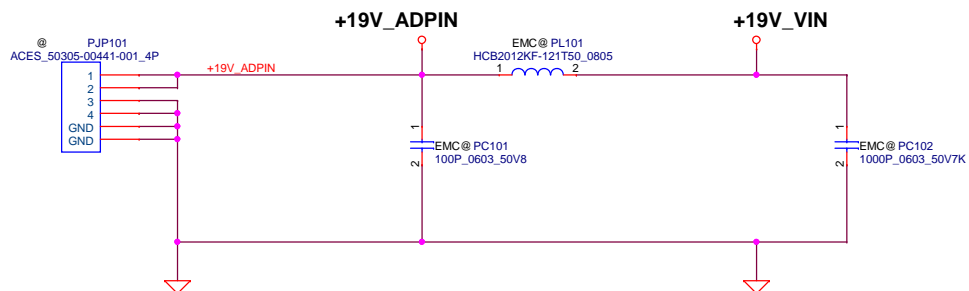 +19V_ADPIN
+19V_VIN
@ PJP101
ACES_50305-00441-001_4P
EMC@ PL101
HCB2012KF-121T50_0805
+19V_ADPIN
1
2
3
4
GND
GND
1 2
1
EMC@ PC101
100P_0603_50V8
2
1
EMC@ PC102
1000P_0603_50V7K
2